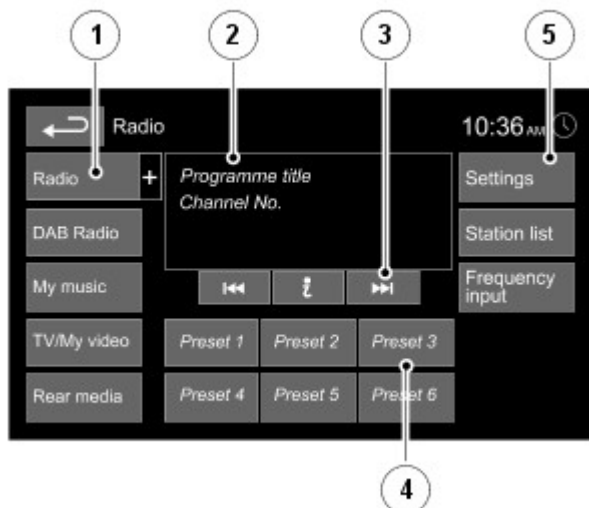 1 2 3 5
Radio 10:36 AM
Radio + Programme title Settings
Channel No.
DAB Radio Station list
My music i Frequency input
TV/My video Preset 1 Preset 2 Preset 3
Rear media Preset 4 Preset 5 Preset 6
4